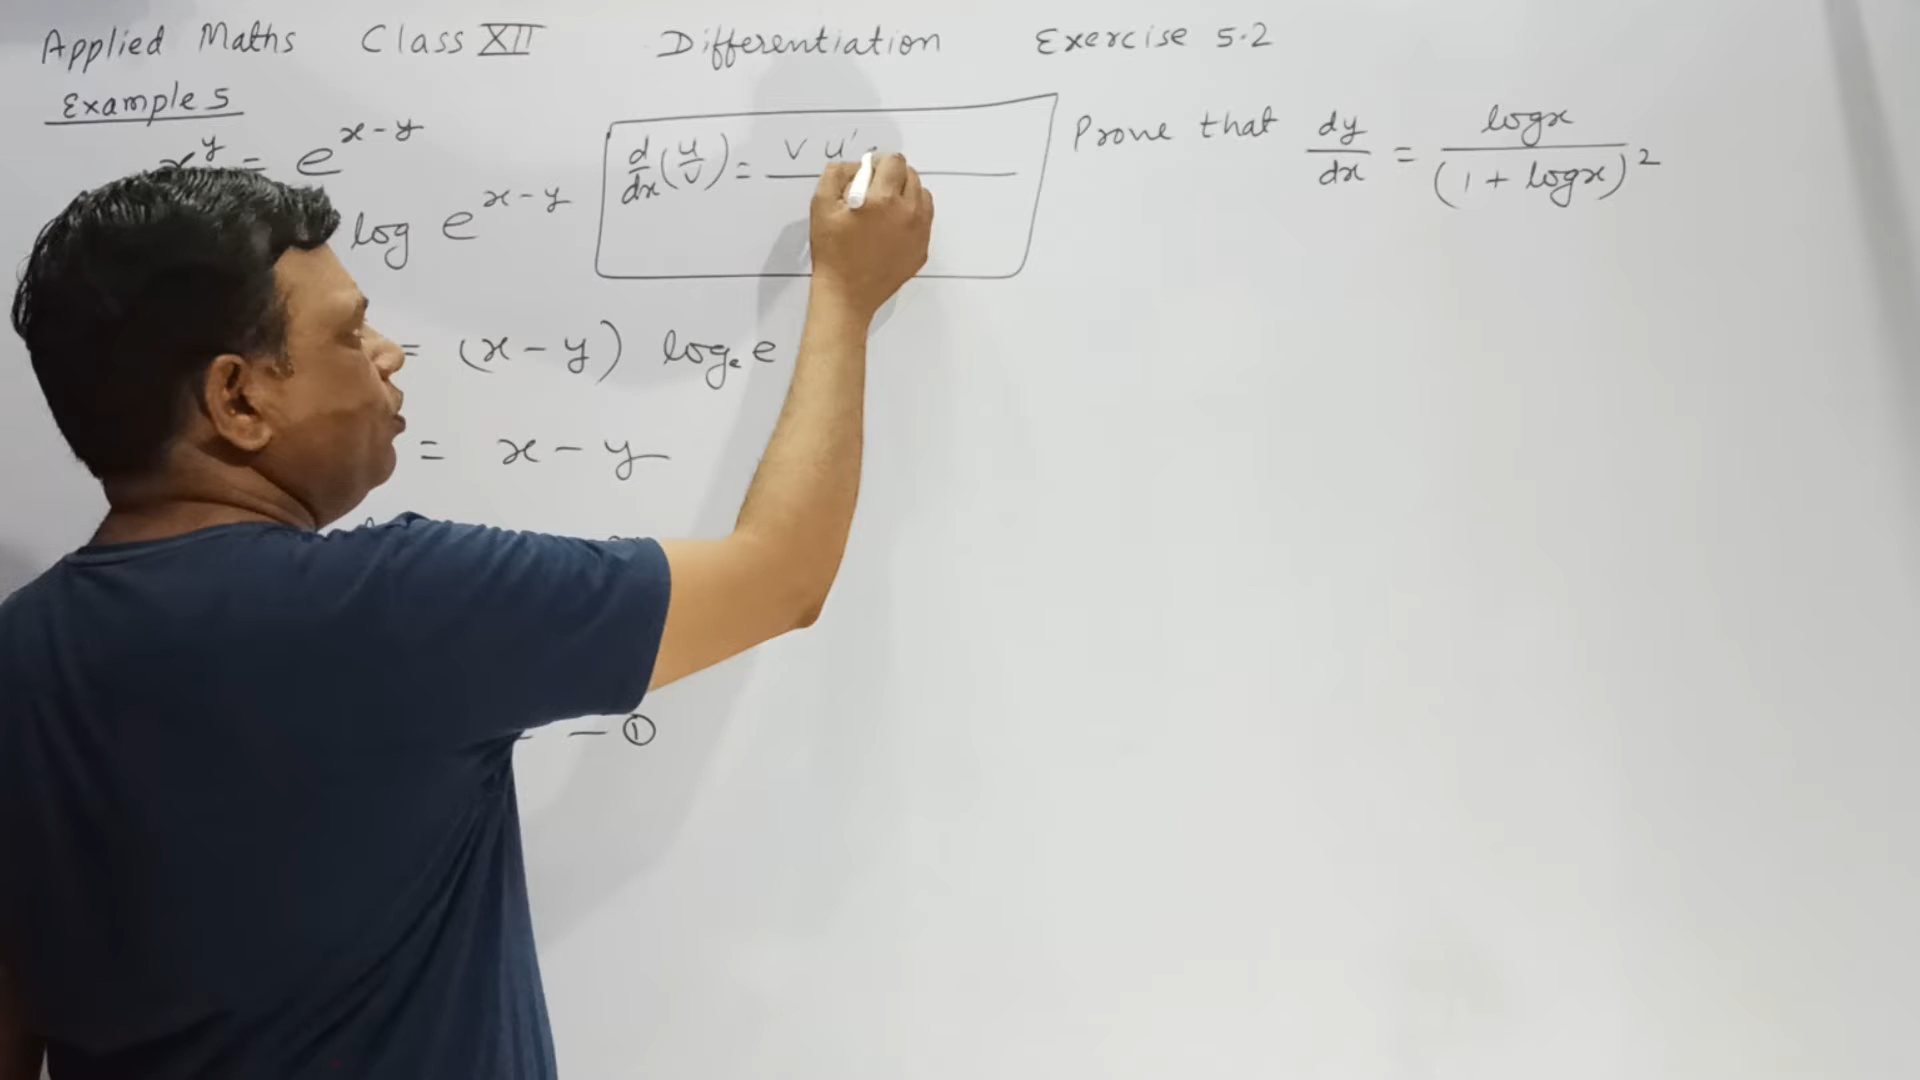 Applied Maths Class XII Differentiation Exercise 5.2
Example 5
x^y = e^(x-y)
Prove that dy/dx = logx/(1 + logx)^2
d/dx(u/v) = v u'
log e^(x-y)
= (x-y) logₑ e
= x - y
- ①